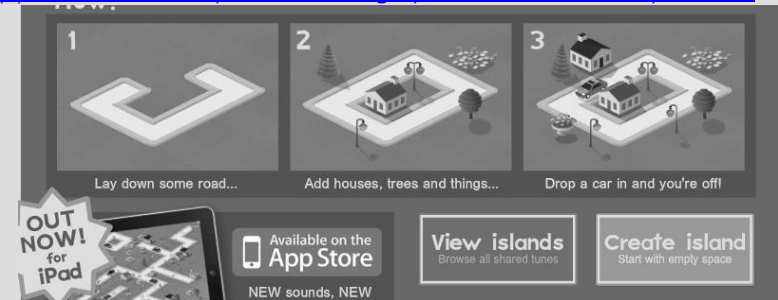 How?
1
2
3
Lay down some road...
Add houses, trees and things...
Drop a car in and you're off!
OUT
NOW!
for
iPad
Available on the
App Store
NEW sounds, NEW
View islands
Browse all shared tunes
Create island
Start with empty space